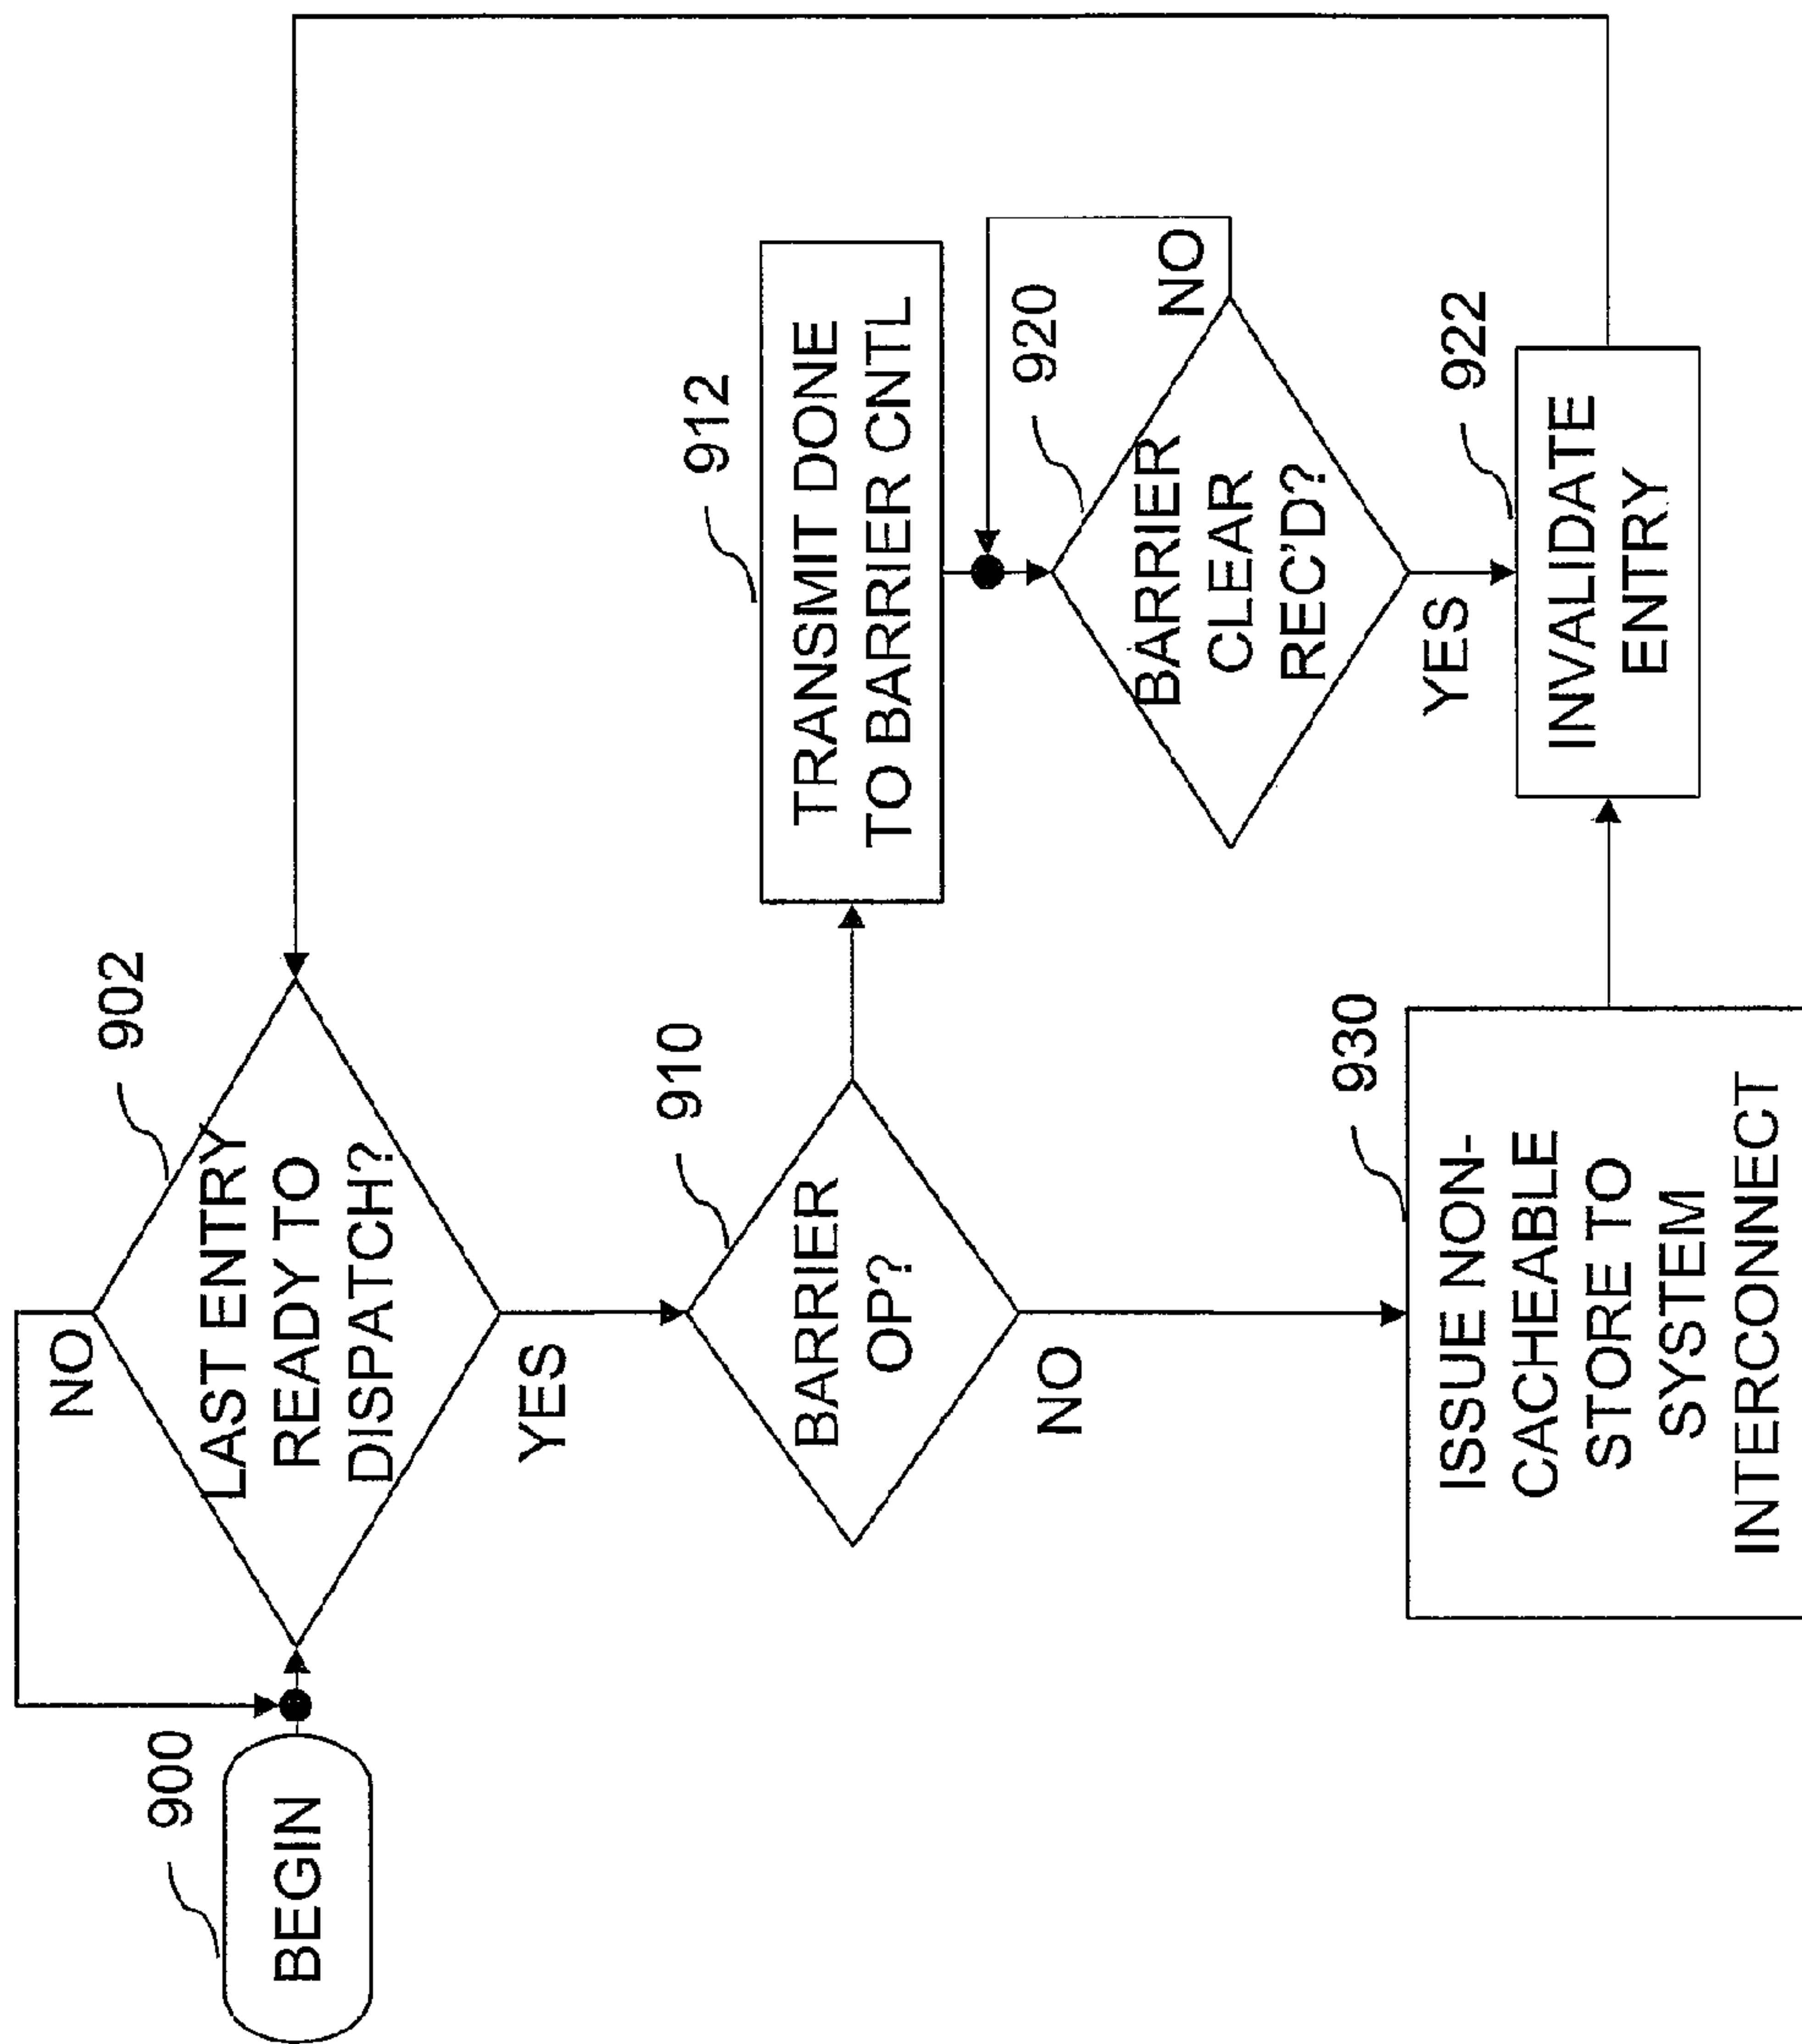 900
BEGIN
NO
902
LAST ENTRY
READY TO
DISPATCH?
YES
910
BARRIER
OP?
NO
912
TRANSMIT DONE
TO BARRIER CNTL
920
BARRIER
CLEAR
REC'D?
NO
YES
930
ISSUE NON-
CACHEABLE
STORE TO
SYSTEM
INTERCONNECT
922
INVALIDATE
ENTRY